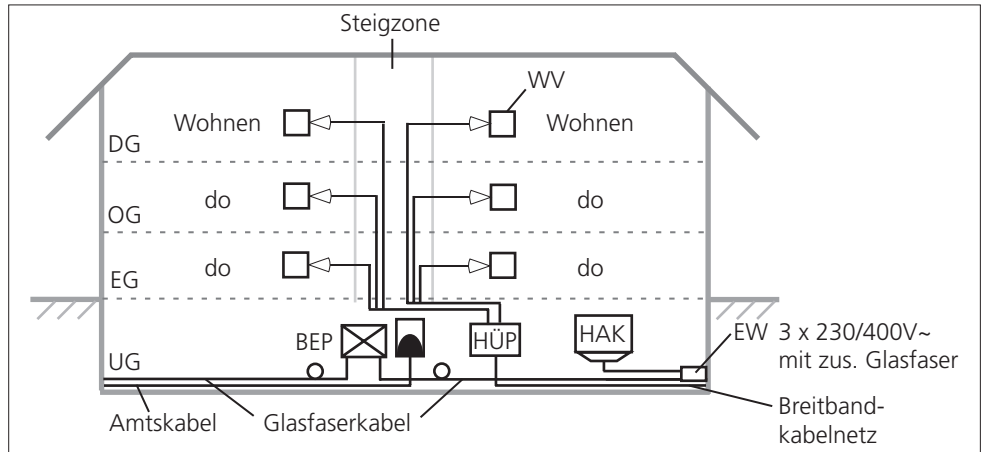 Steigzone
WV
Wohnen
Wohnen
DG
do
do
OG
do
do
EG
BEP
HÜP
HAK
EW 3 x 230/400V~
mit zus. Glasfaser
UG
Amtskabel
Glasfaserkabel
Breitband-
kabelnetz